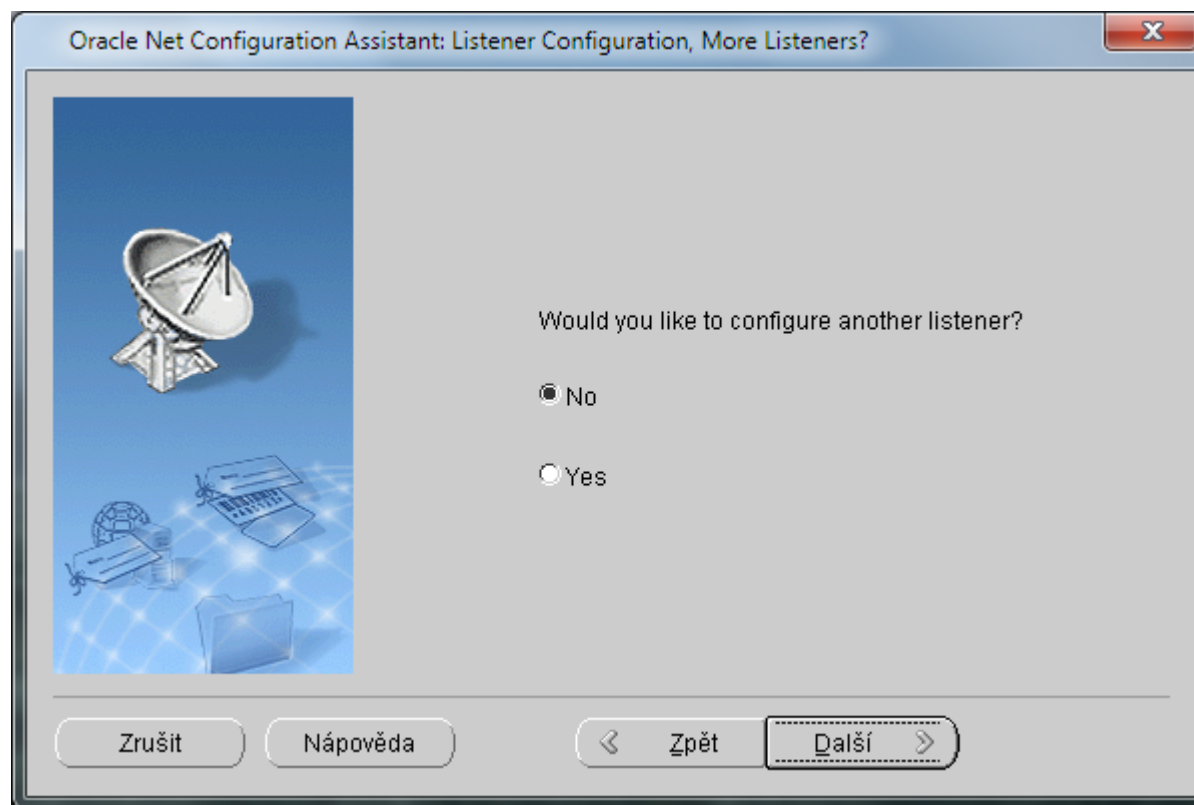 Oracle Net Configuration Assistant: Listener Configuration, More Listeners?
Would you like to configure another listener?
No
Yes
Zrušit
Nápověda
Zpět
Další